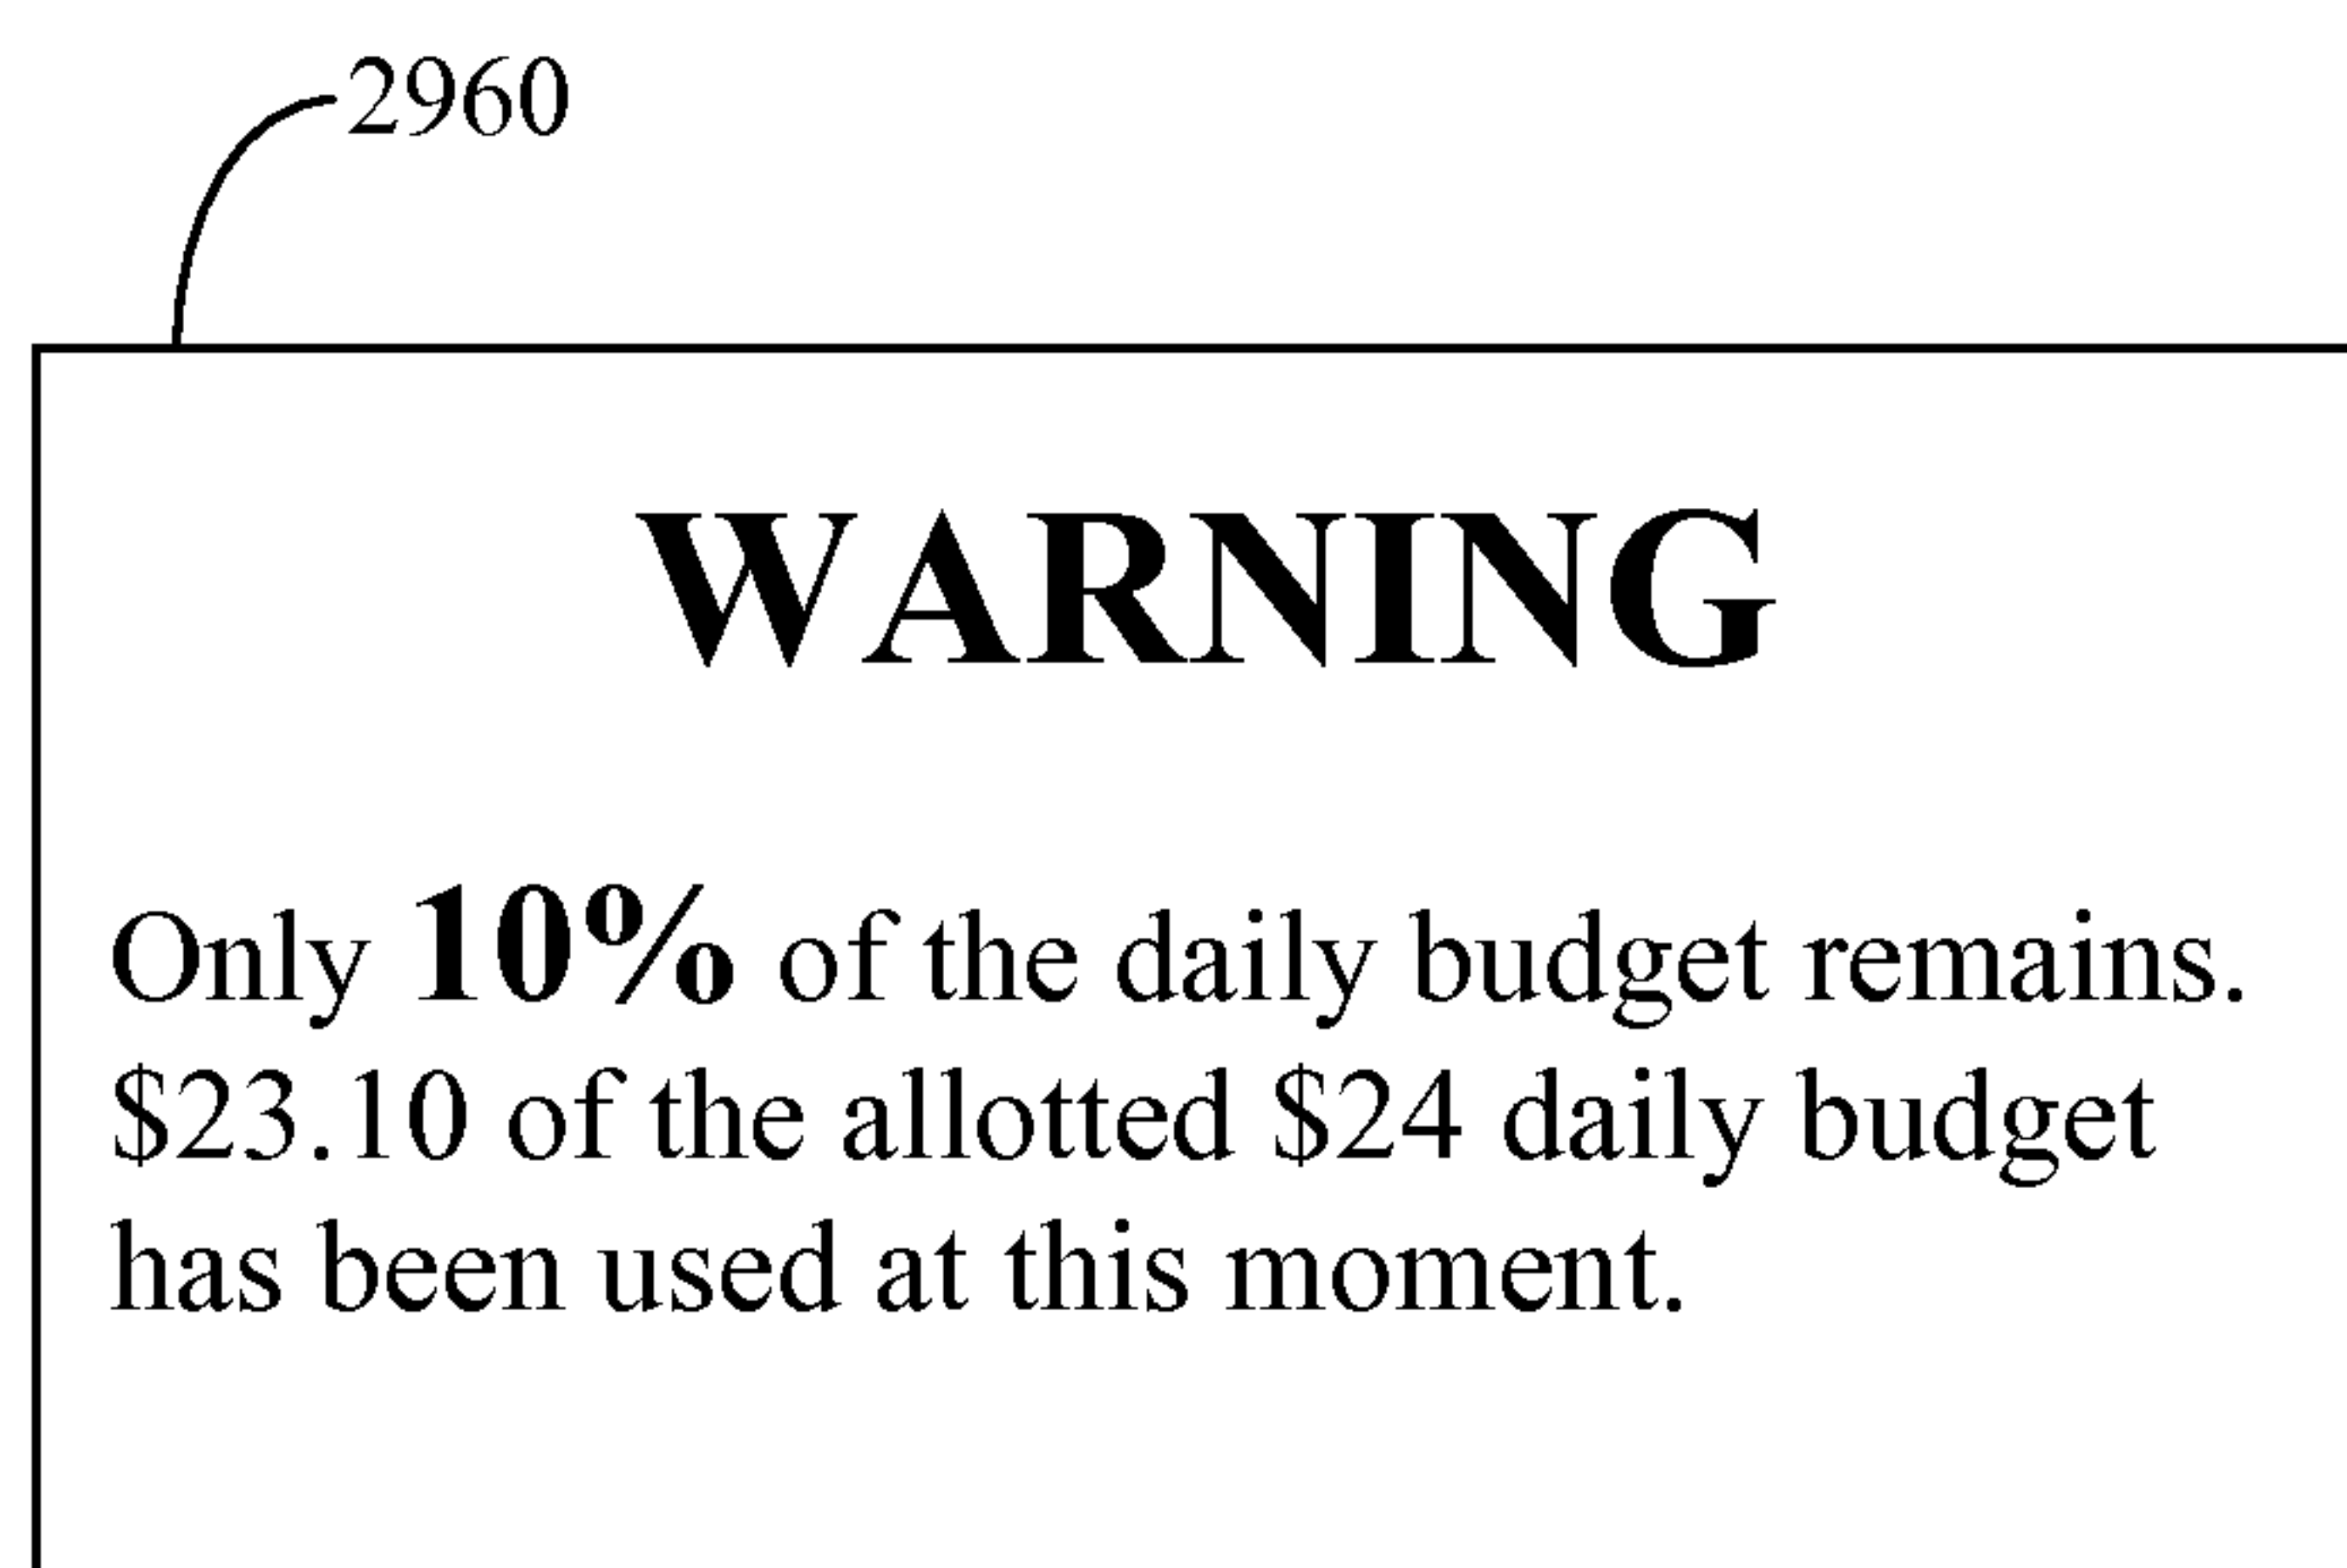 2960
WARNING
Only 10% of the daily budget remains.
$23.10 of the allotted $24 daily budget
has been used at this moment.